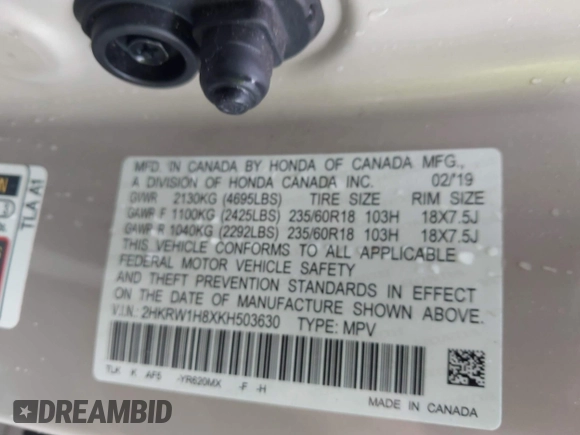 MFD. IN CANADA BY HONDA OF CANADA MFG.,
A DIVISION OF HONDA CANADA INC. 02/'19
GVWR 2130KG (4695LBS) TIRE SIZE RIM SIZE
GAWR F 1100KG (2425LBS) 235/60R18 103H 18X7.5J
GAWR R 1040KG (2292LBS) 235/60R18 103H 18X7.5J
THIS VEHICLE CONFORMS TO ALL APPLICABLE
FEDERAL MOTOR VEHICLE SAFETY
AND THEFT PREVENTION STANDARDS IN EFFECT
ON THE DATE OF MANUFACTURE SHOWN ABOVE.
V.I.N.: 2HKRW1H8XKH503630 TYPE: MPV
TLK K AF5 -YR620MX -F -H
MADE IN CANADA
TLA A1
DREAMBID